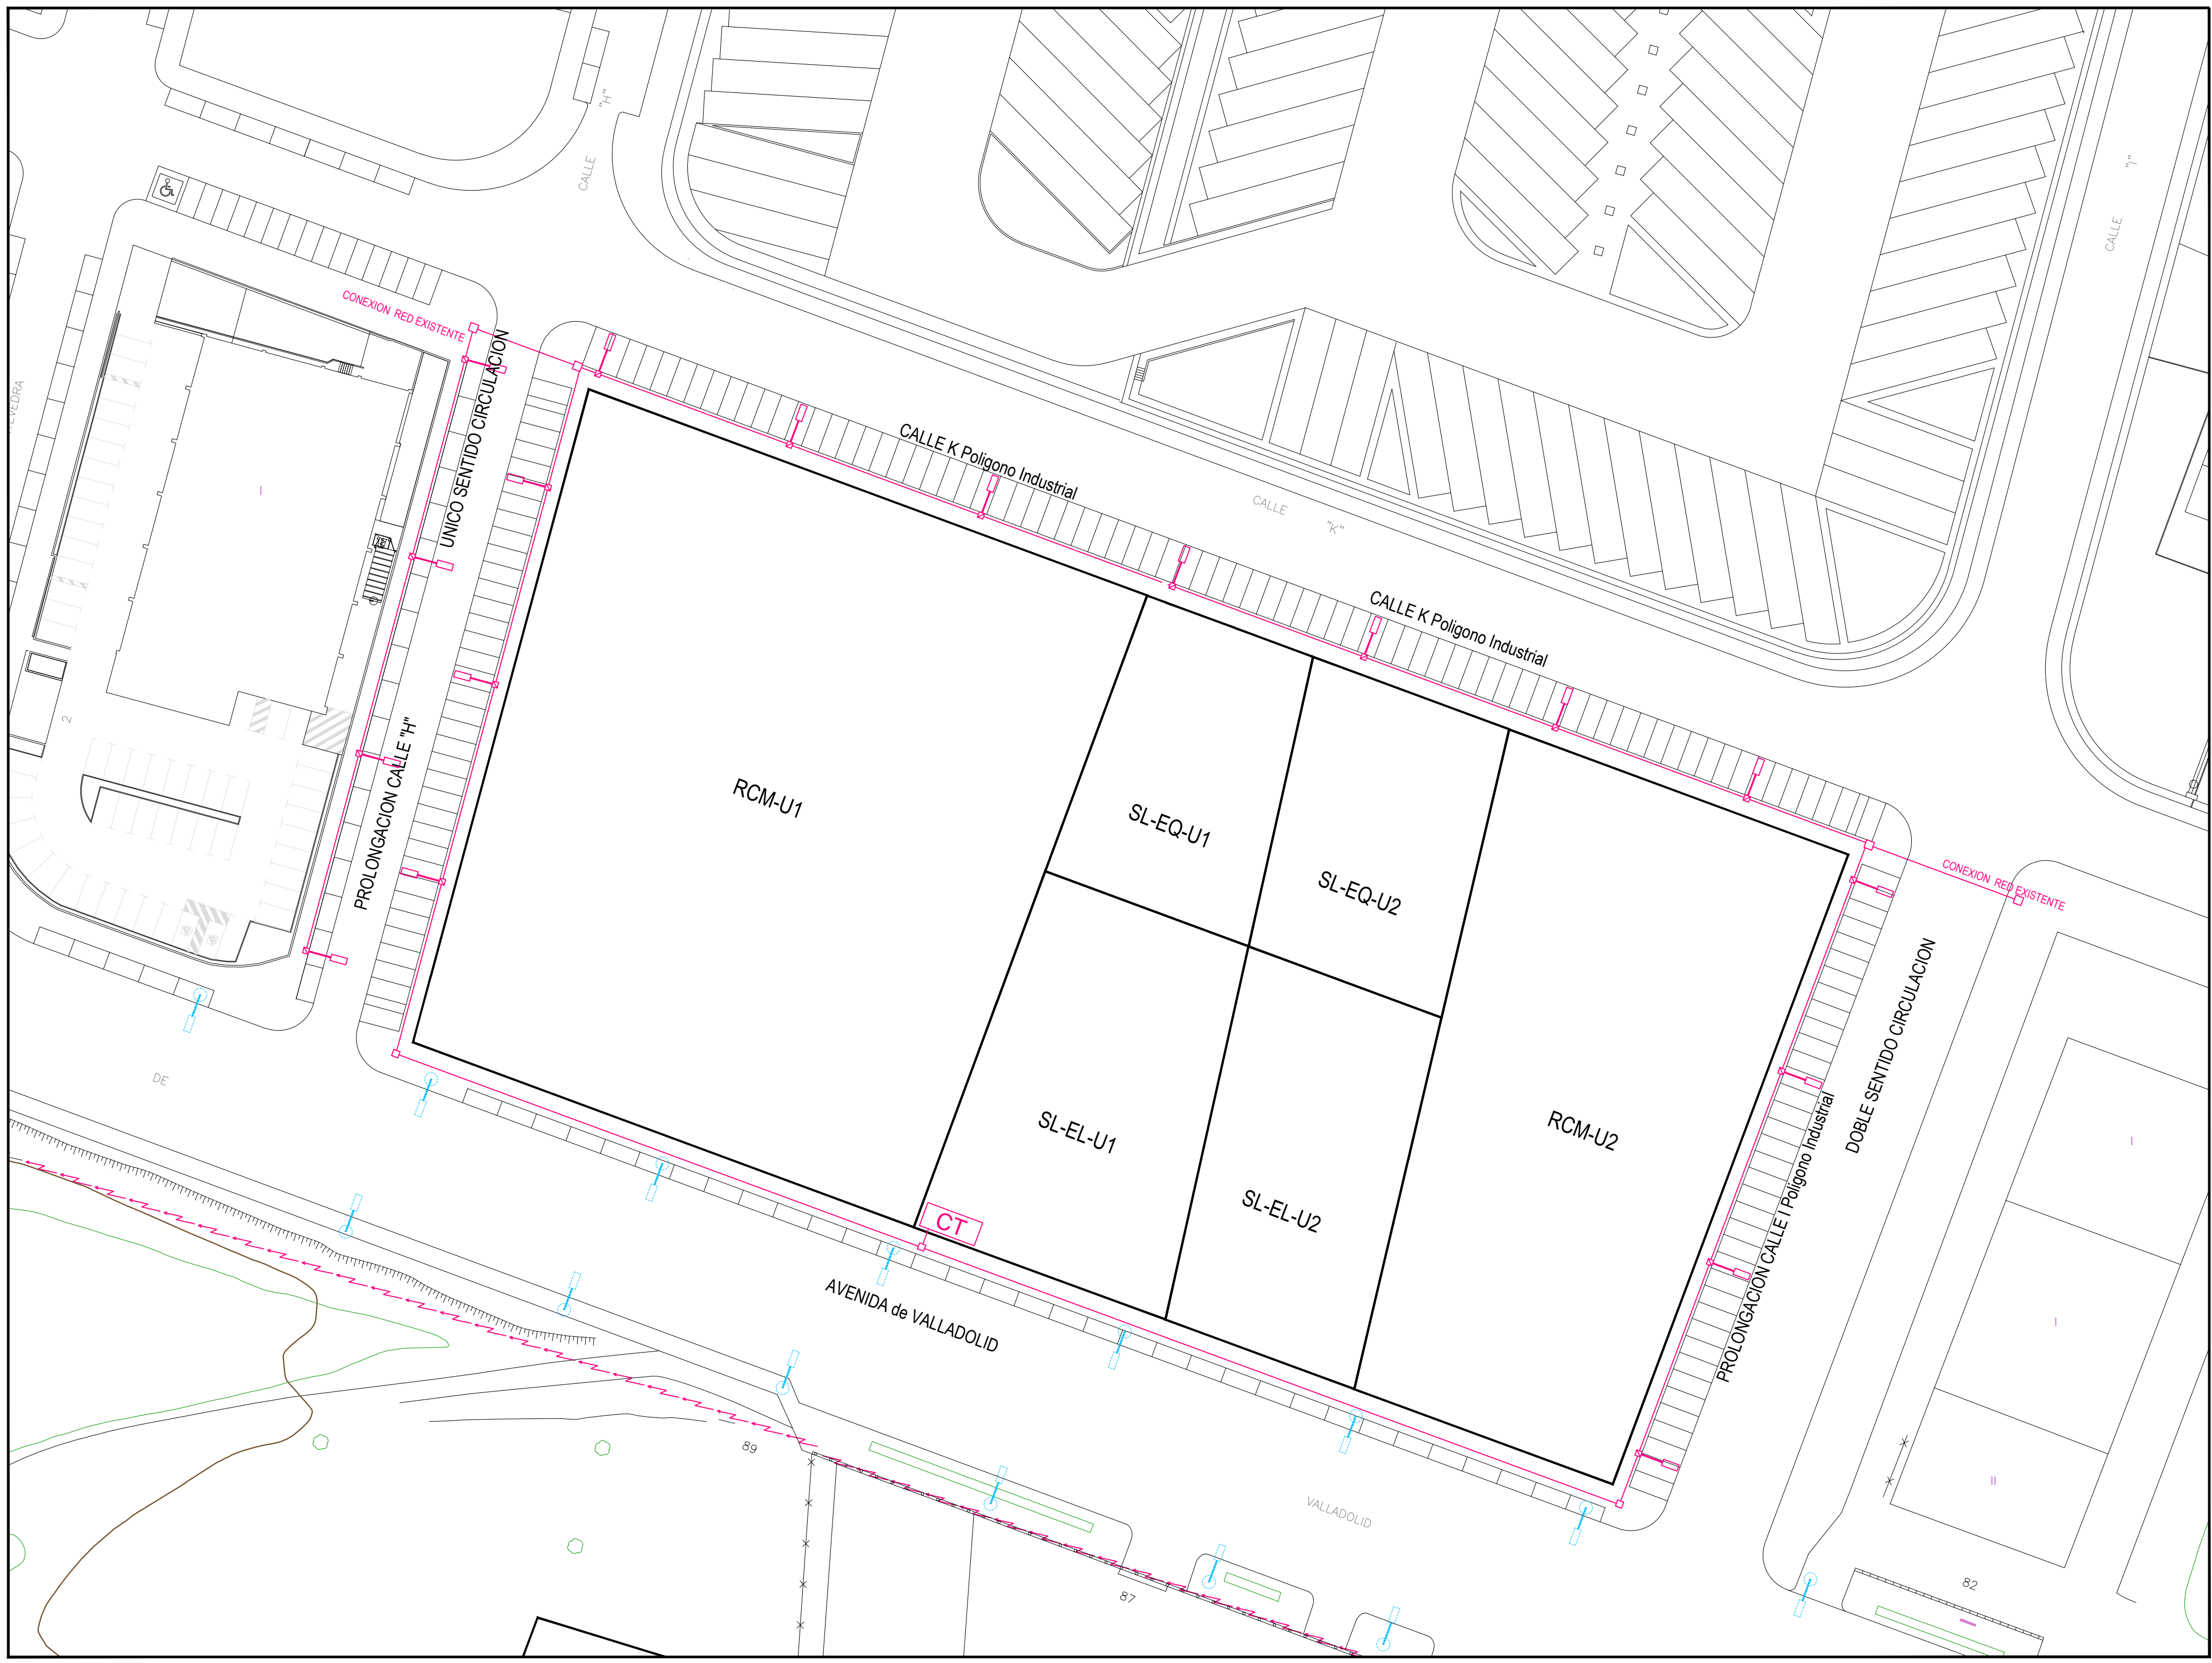 "H"
CALLE
"I"
CALLE
CONEXION RED EXISTENTE
UNICO SENTIDO CIRCULACION
CALLE K Poligono Industrial
CALLE "K"
I
CALLE K Poligono Industrial
2
PROLONGACION CALLE "H"
RCM-U1
SL-EQ-U1
SL-EQ-U2
CONEXION RED EXISTENTE
DOBLE SENTIDO CIRCULACION
DE
SL-EL-U1
RCM-U2
PROLONGACION CALLE I Poligono Industrial
I
SL-EL-U2
CT
AVENIDA de VALLADOLID
I
89
II
VALLADOLID
87
82